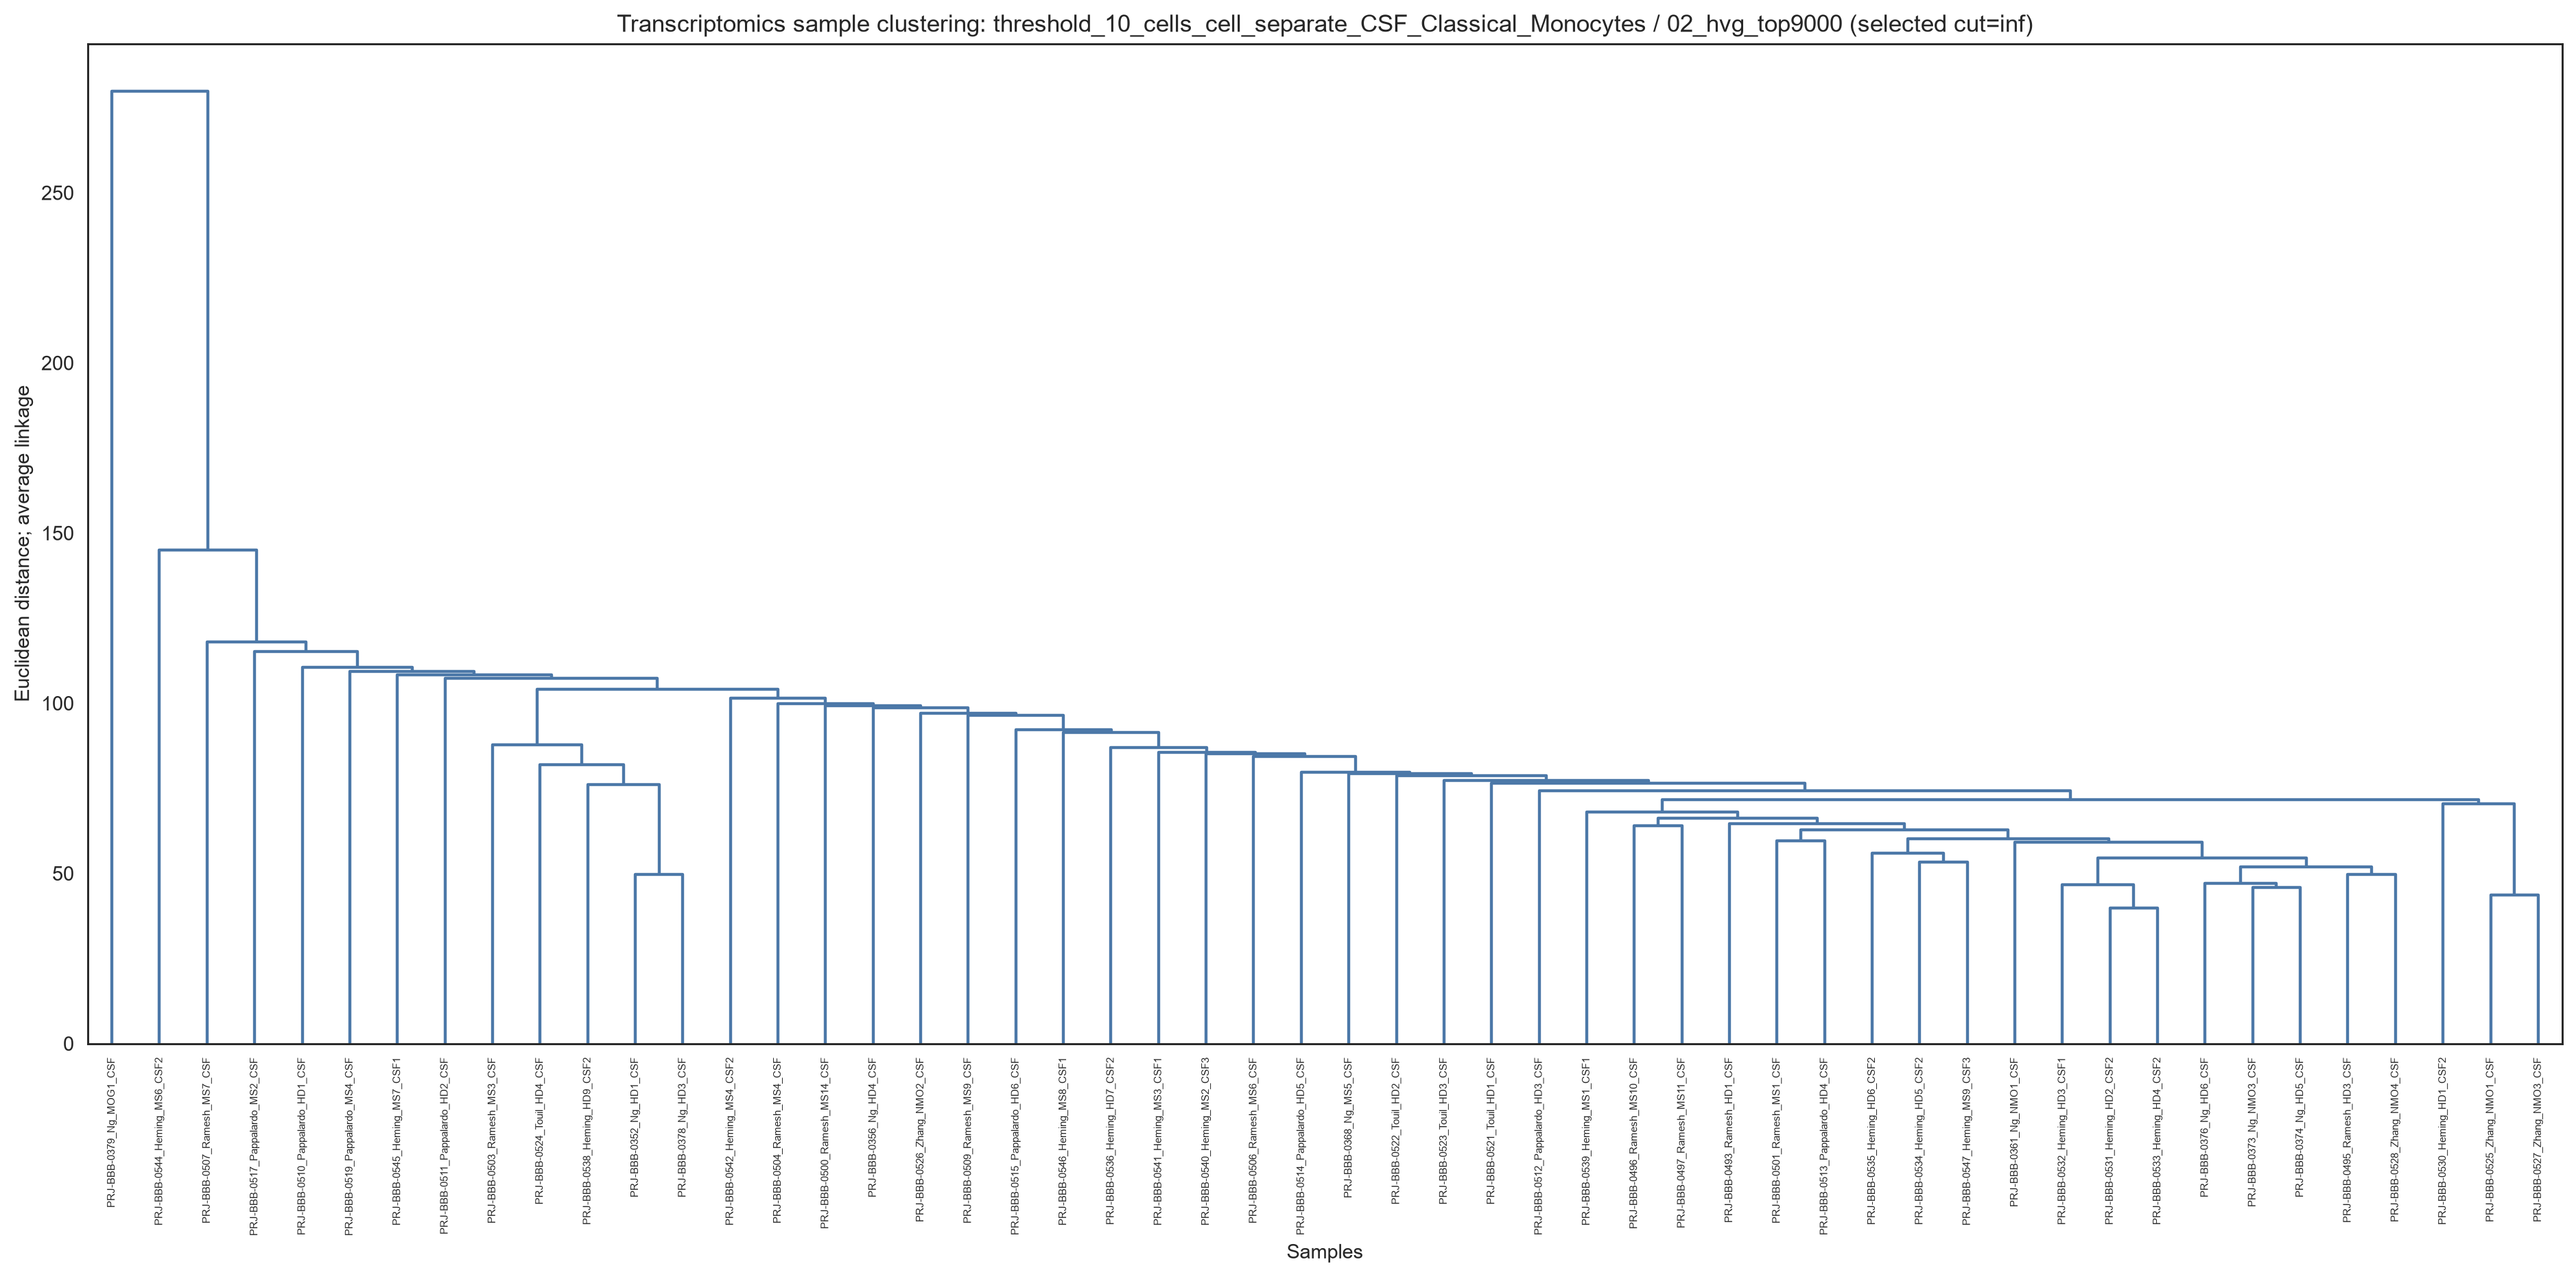 Transcriptomics sample clustering: threshold_10_cells_cell_separate_CSF_Classical_Monocytes / 02_hvg_top9000 (selected cut=inf)
Euclidean distance; average linkage
250
200
150
100
50
0
PRJ-BBB-0379_Ng_MOG1_CSF
PRJ-BBB-0544_Heming_MS6_CSF2
PRJ-BBB-0507_Ramesh_MS7_CSF
PRJ-BBB-0517_Pappalardo_MS2_CSF
PRJ-BBB-0510_Pappalardo_HD1_CSF
PRJ-BBB-0519_Pappalardo_MS4_CSF
PRJ-BBB-0545_Heming_MS7_CSF1
PRJ-BBB-0511_Pappalardo_HD2_CSF
PRJ-BBB-0503_Ramesh_MS3_CSF
PRJ-BBB-0524_Touil_HD4_CSF
PRJ-BBB-0538_Heming_HD9_CSF2
PRJ-BBB-0352_Ng_HD1_CSF
PRJ-BBB-0378_Ng_HD3_CSF
PRJ-BBB-0542_Heming_MS4_CSF2
PRJ-BBB-0504_Ramesh_MS4_CSF
PRJ-BBB-0500_Ramesh_MS14_CSF
PRJ-BBB-0356_Ng_HD4_CSF
PRJ-BBB-0526_Zhang_NMO2_CSF
PRJ-BBB-0509_Ramesh_MS9_CSF
PRJ-BBB-0515_Pappalardo_HD6_CSF
PRJ-BBB-0546_Heming_MS8_CSF1
PRJ-BBB-0536_Heming_HD7_CSF2
PRJ-BBB-0541_Heming_MS3_CSF1
PRJ-BBB-0540_Heming_MS2_CSF3
PRJ-BBB-0506_Ramesh_MS6_CSF
PRJ-BBB-0514_Pappalardo_HD5_CSF
PRJ-BBB-0368_Ng_MS5_CSF
PRJ-BBB-0522_Touil_HD2_CSF
PRJ-BBB-0523_Touil_HD3_CSF
PRJ-BBB-0521_Touil_HD1_CSF
PRJ-BBB-0512_Pappalardo_HD3_CSF
PRJ-BBB-0539_Heming_MS1_CSF1
PRJ-BBB-0496_Ramesh_MS10_CSF
PRJ-BBB-0497_Ramesh_MS11_CSF
PRJ-BBB-0493_Ramesh_HD1_CSF
PRJ-BBB-0501_Ramesh_MS1_CSF
PRJ-BBB-0513_Pappalardo_HD4_CSF
PRJ-BBB-0535_Heming_HD6_CSF2
PRJ-BBB-0534_Heming_HD5_CSF2
PRJ-BBB-0547_Heming_MS9_CSF3
PRJ-BBB-0361_Ng_NMO1_CSF
PRJ-BBB-0532_Heming_HD3_CSF1
PRJ-BBB-0531_Heming_HD2_CSF2
PRJ-BBB-0533_Heming_HD4_CSF2
PRJ-BBB-0376_Ng_HD6_CSF
PRJ-BBB-0373_Ng_NMO3_CSF
PRJ-BBB-0374_Ng_HD5_CSF
PRJ-BBB-0495_Ramesh_HD3_CSF
PRJ-BBB-0528_Zhang_NMO4_CSF
PRJ-BBB-0530_Heming_HD1_CSF2
PRJ-BBB-0525_Zhang_NMO1_CSF
PRJ-BBB-0527_Zhang_NMO3_CSF
Samples